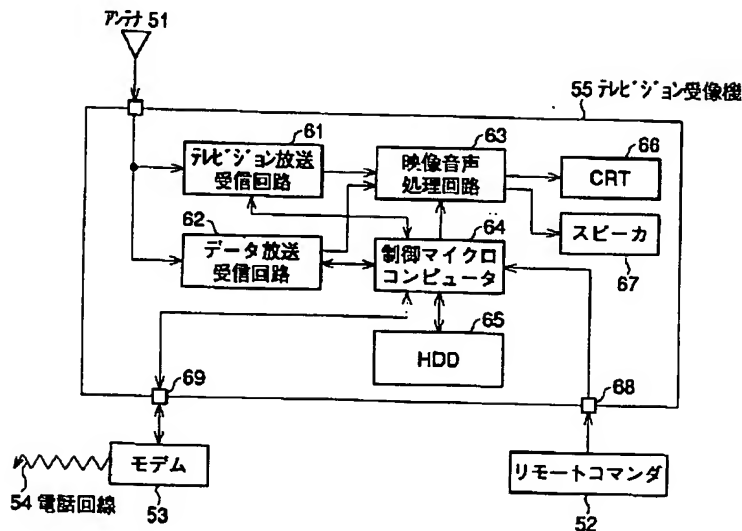 アンテナ 51
55 テレビジョン受像機
61
テレビジョン放送
受信回路
63
映像音声
処理回路
66
CRT
62
データ放送
受信回路
64
制御マイクロ
コンピュータ
スピーカ
67
65
HDD
69
68
モデム
53
54 電話回線
リモートコマンダ
52